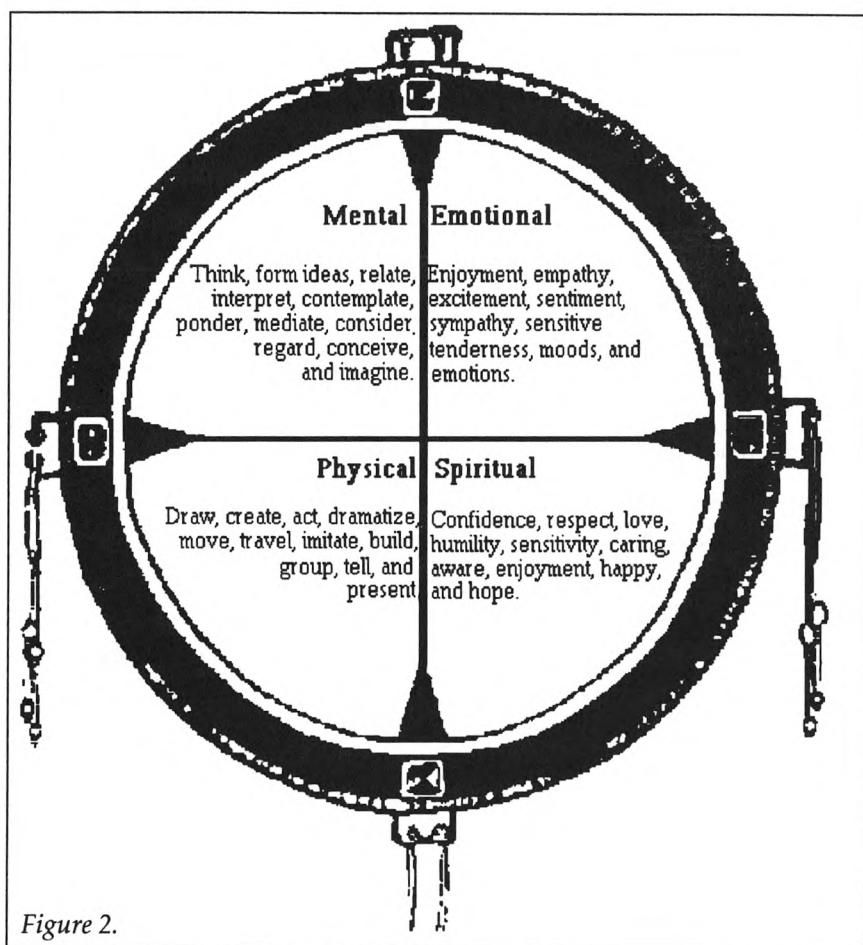 Mental
Think, form ideas, relate,
interpret, contemplate,
ponder, mediate, consider,
regard, conceive,
and imagine.
Emotional
Enjoyment, empathy,
excitement, sentiment,
sympathy, sensitive
tenderness, moods, and
emotions.
Physical
Draw, create, act, dramatize,
move, travel, imitate, build,
group, tell, and
present.
Spiritual
Confidence, respect, love,
humility, sensitivity, caring,
aware, enjoyment, happy,
and hope.
Figure 2.